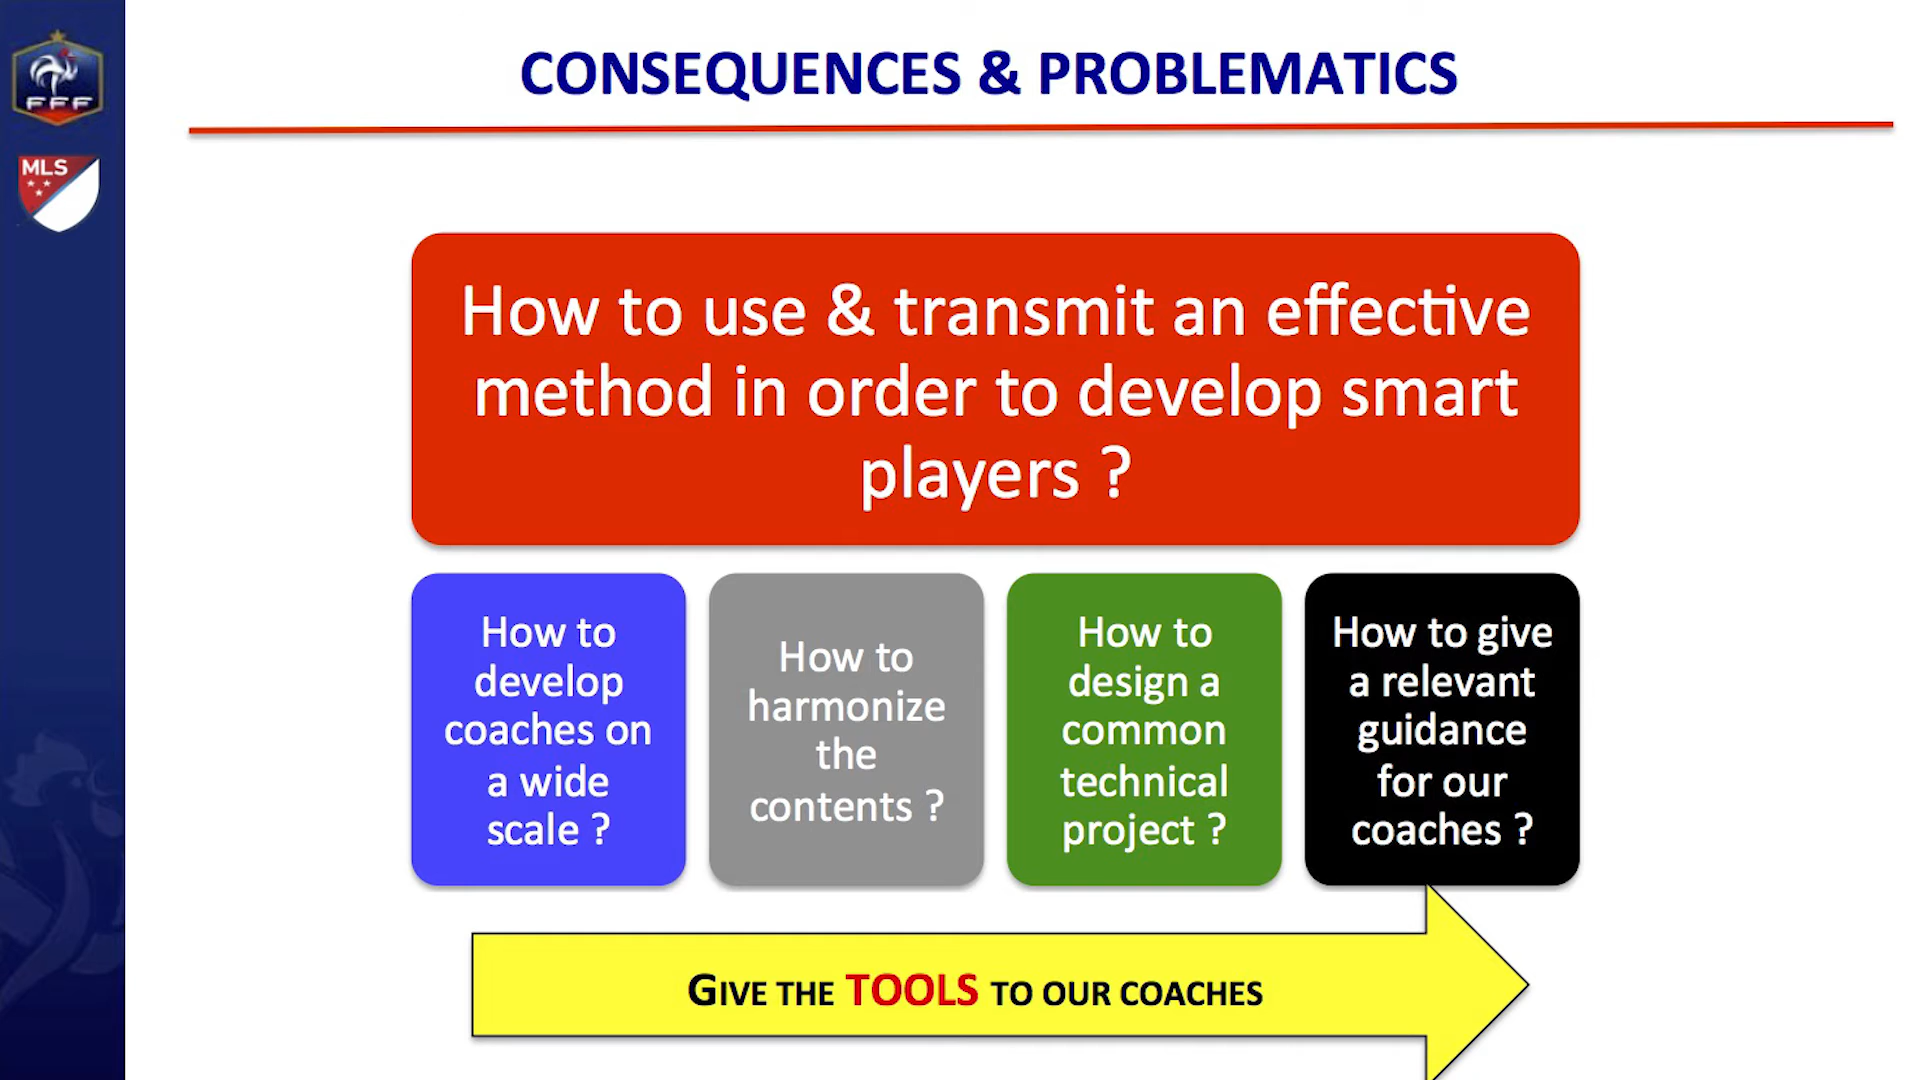 FFF
MLS
CONSEQUENCES & PROBLEMATICS
How to use & transmit an effective
method in order to develop smart
players ?
How to
develop
coaches on
a wide
scale ?
How to
harmonize
the
contents ?
How to
design a
common
technical
project ?
How to give
a relevant
guidance
for our
coaches ?
GIVE THE TOOLS TO OUR COACHES